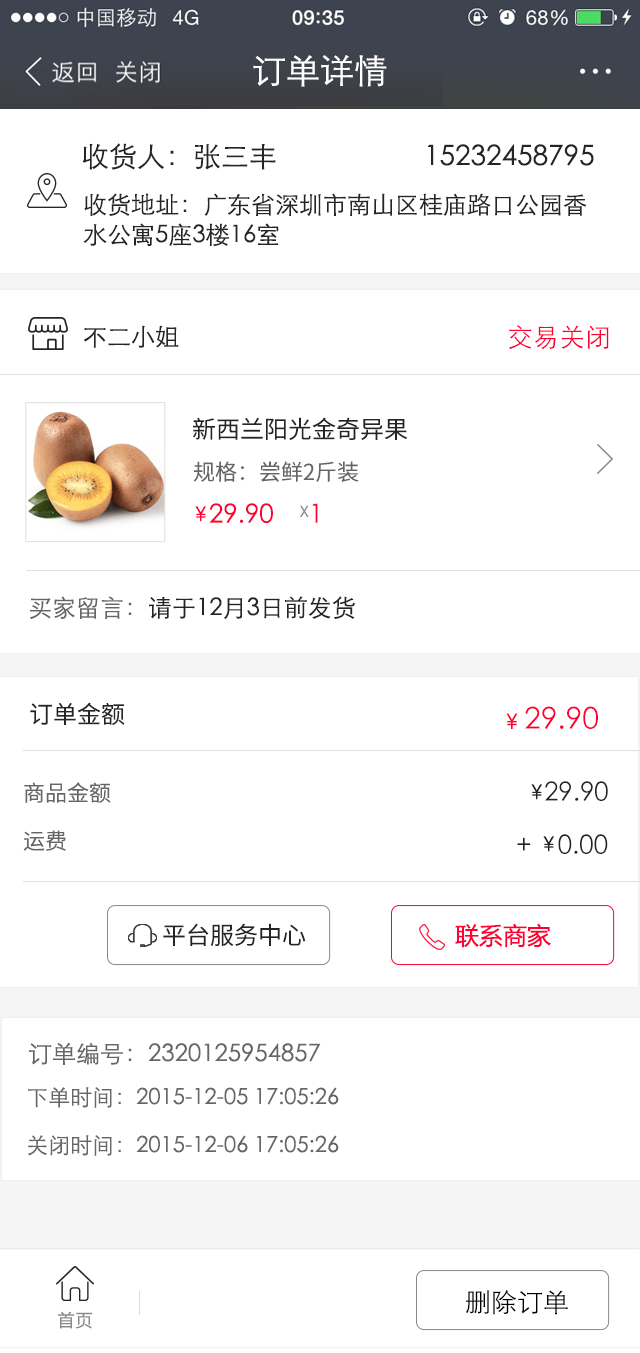 中国移动 4G 09:35 68%
返回 关闭 订单详情
收货人：张三丰 15232458795
收货地址：广东省深圳市南山区桂庙路口公园香
水公寓5座3楼16室
不二小姐 交易关闭
新西兰阳光金奇异果
规格：尝鲜2斤装
¥29.90 x1
买家留言：请于12月3日前发货
订单金额 ¥29.90
商品金额 ¥29.90
运费 + ¥0.00
平台服务中心 联系商家
订单编号：2320125954857
下单时间：2015-12-05 17:05:26
关闭时间：2015-12-06 17:05:26
首页 删除订单